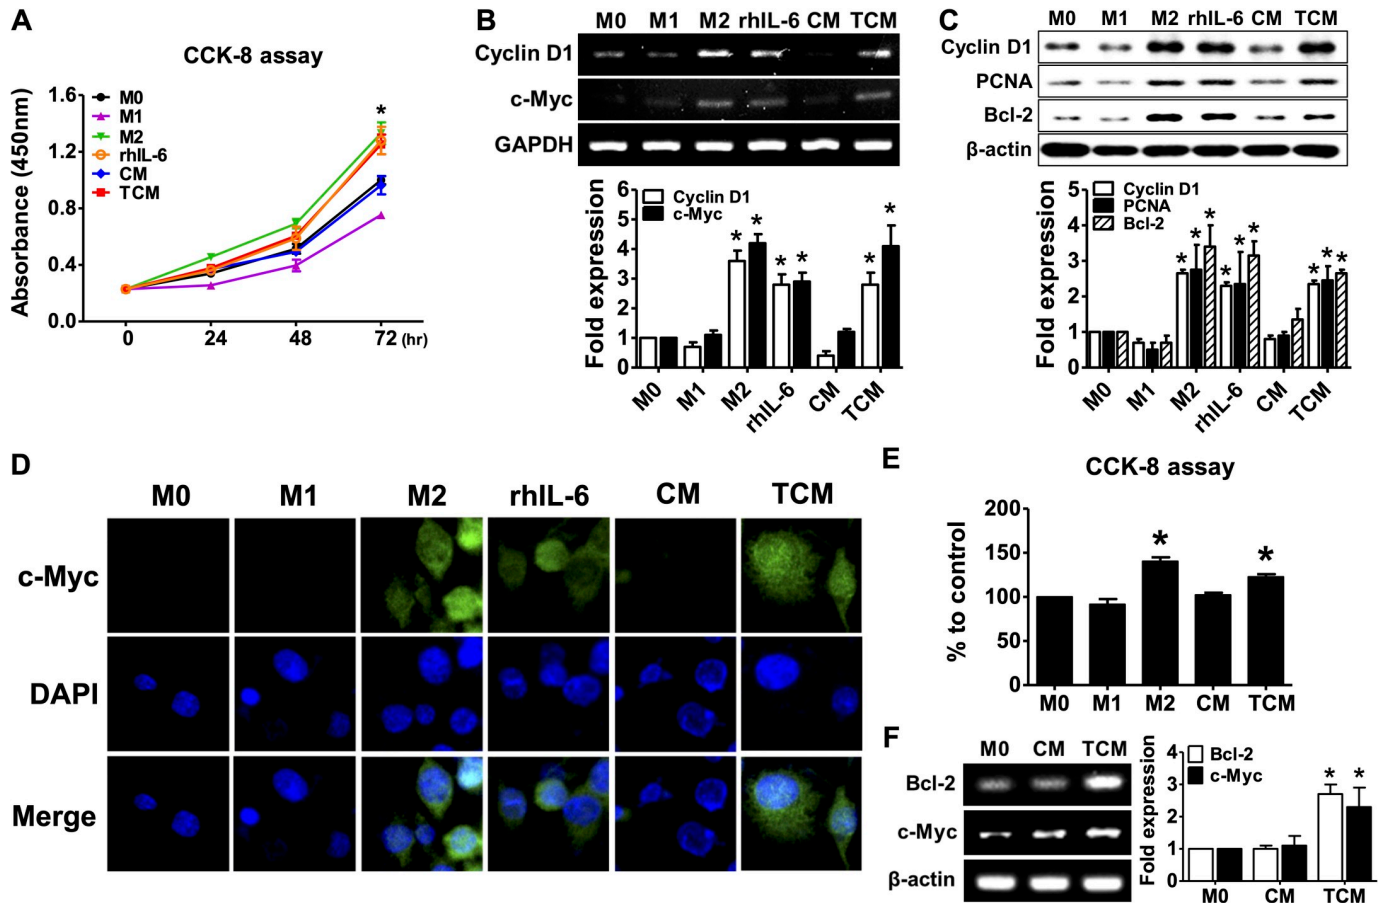 A
CCK-8 assay
Absorbance (450nm)
1.6
1.2
0.8
0.4
0.0
M0
M1
M2
rhIL-6
CM
TCM
*
0 24 48 72 (hr)
B
M0 M1 M2 rhIL-6 CM TCM
Cyclin D1
c-Myc
GAPDH
Fold expression
6
5
4
3
2
1
0
Cyclin D1
c-Myc
* * * * * *
M0 M1 M2 rhIL-6 CM TCM
C
M0 M1 M2 rhIL-6 CM TCM
Cyclin D1
PCNA
Bcl-2
β-actin
Fold expression
5
4
3
2
1
0
Cyclin D1
PCNA
Bcl-2
* * * * * * * * *
M0 M1 M2 rhIL-6 CM TCM
D
M0 M1 M2 rhIL-6 CM TCM
c-Myc
DAPI
Merge
E
CCK-8 assay
% to control
200
150
100
50
0
* *
M0 M1 M2 CM TCM
F
M0 CM TCM
Bcl-2
c-Myc
β-actin
Fold expression
4
3
2
1
0
Bcl-2
c-Myc
* *
M0 CM TCM